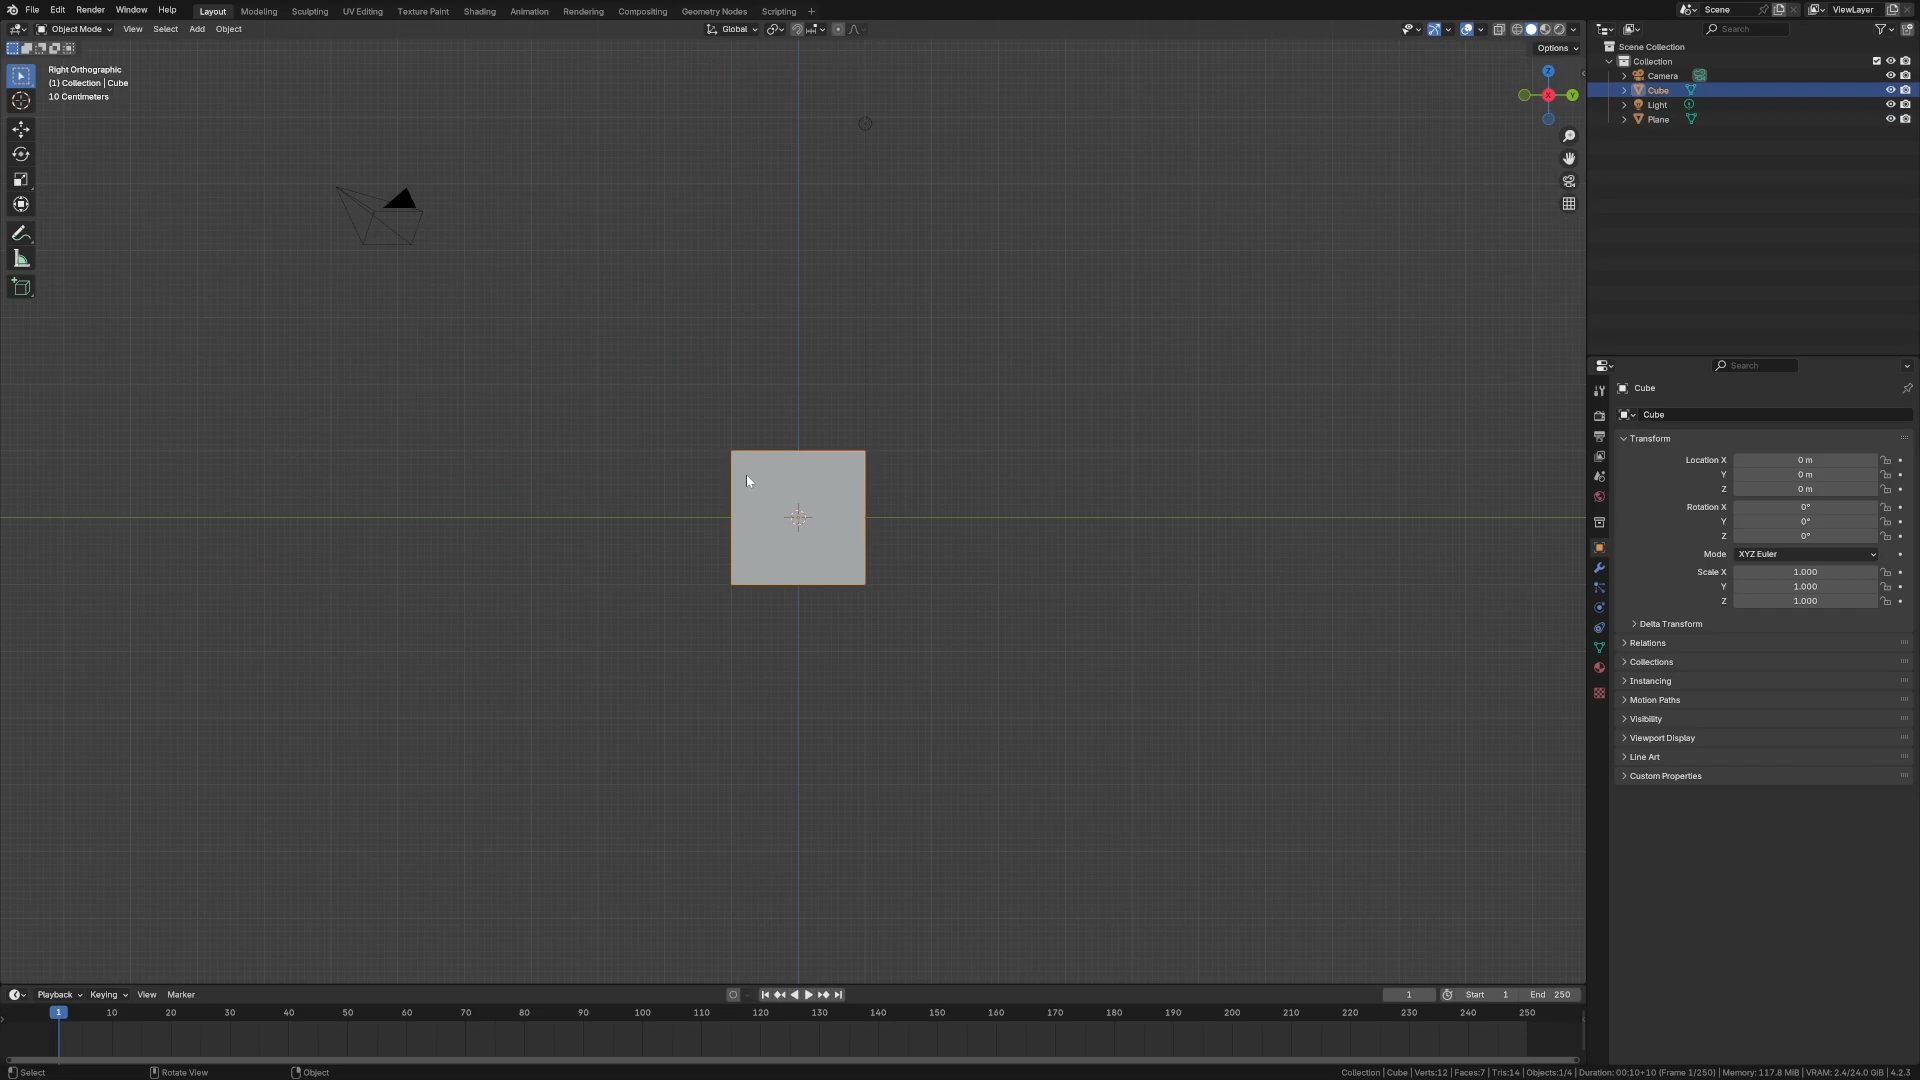 File Edit Render Window Help Layout Modeling Sculpting UV Editing Texture Paint Shading Animation Rendering Compositing Geometry Nodes Scripting + Scene ViewLayer
Object Mode View Select Add Object Global
Search
Options
Scene Collection
Collection
Camera
Cube
Light
Plane
Right Orthographic
(1) Collection | Cube
10 Centimeters
Z
X
Y
Search
Cube
Cube
Transform
Location X 0 m
Y 0 m
Z 0 m
Rotation X 0°
Y 0°
Z 0°
Mode XYZ Euler
Scale X 1.000
Y 1.000
Z 1.000
Delta Transform
Relations
Collections
Instancing
Motion Paths
Visibility
Viewport Display
Line Art
Custom Properties
Playback Keying View Marker 1 Start 1 End 250
1 10 20 30 40 50 60 70 80 90 100 110 120 130 140 150 160 170 180 190 200 210 220 230 240 250
Select Rotate View Object Collection | Cube | Verts:12 | Faces:7 | Tris:14 | Objects:1/4 | Duration: 00:10+10 (Frame 1/250) | Memory: 117.8 MiB | VRAM: 2.4/24.0 GiB | 4.2.3